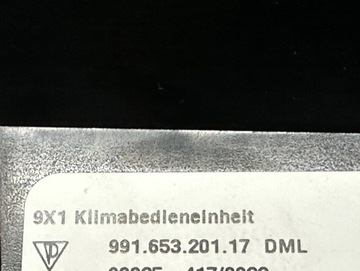 9X1 Klimabedieneinheit
991.653.201.17 DML